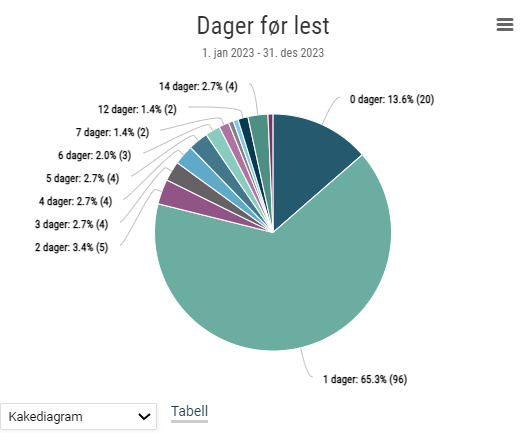 Dager før lest
1. jan 2023 - 31. des 2023
14 dager: 2.7% (4)
0 dager: 13.6% (20)
12 dager: 1.4% (2)
7 dager: 1.4% (2)
6 dager: 2.0% (3)
5 dager: 2.7% (4)
4 dager: 2.7% (4)
3 dager: 2.7% (4)
2 dager: 3.4% (5)
1 dager: 65.3% (96)
Kakediagram
Tabell